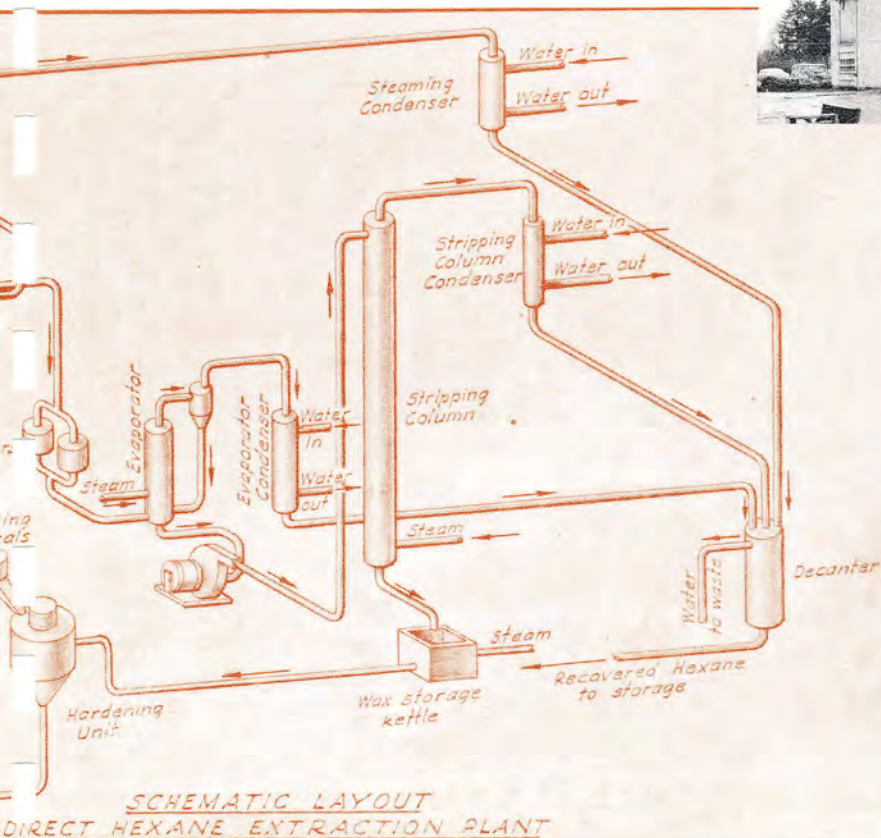 Water in
Steaming
Condenser
Water out
Stripping
Column
Condenser
Water in
Water out
Evaporator
Evaporator
Condenser
Water
in
Water
out
Stripping
Column
Steam
Steam
Decanter
Water
to waste
Steam
Recovered Hexane
to storage
Wax storage
kettle
Hardening
Unit
SCHEMATIC LAYOUT
DIRECT HEXANE EXTRACTION PLANT